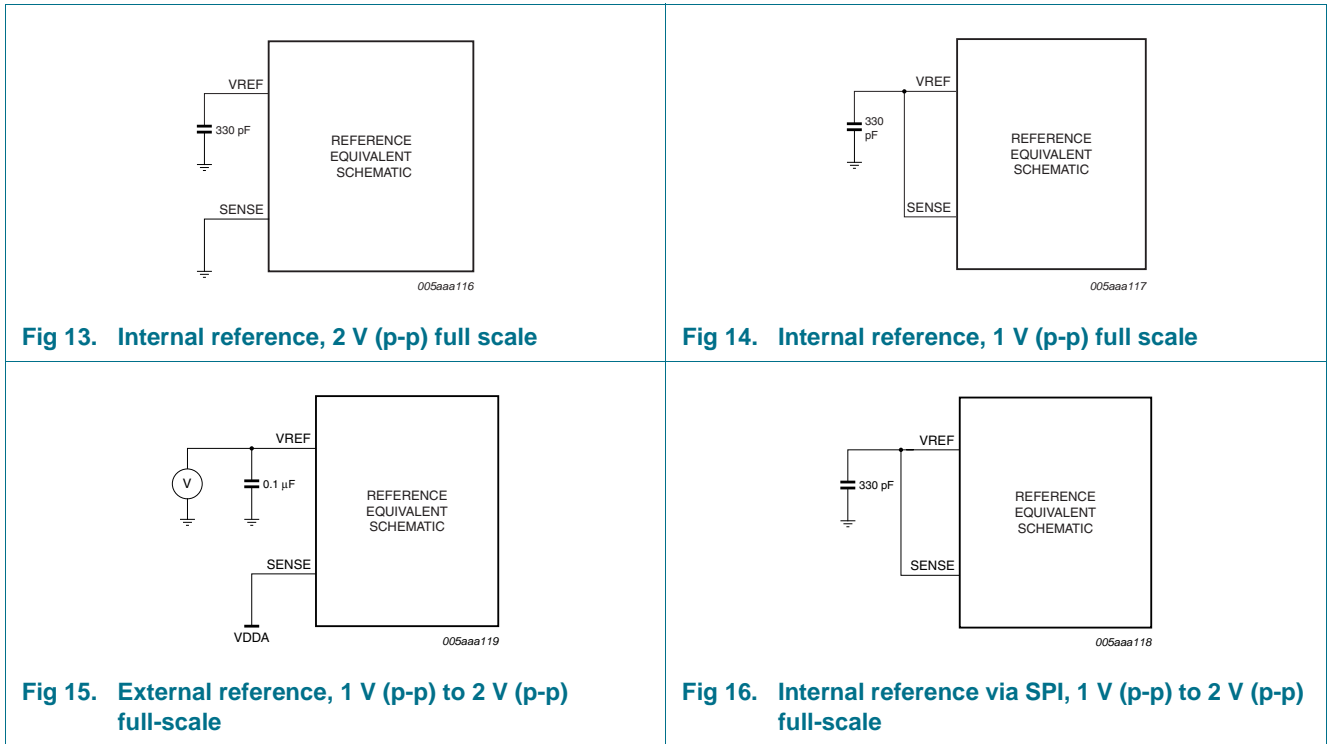 VREF
330 pF
REFERENCE
EQUIVALENT
SCHEMATIC
SENSE
005aaa116
Fig 13. Internal reference, 2 V (p-p) full scale
VREF
330
pF
REFERENCE
EQUIVALENT
SCHEMATIC
SENSE
005aaa117
Fig 14. Internal reference, 1 V (p-p) full scale
VREF
V
0.1 μF
REFERENCE
EQUIVALENT
SCHEMATIC
SENSE
VDDA
005aaa119
Fig 15. External reference, 1 V (p-p) to 2 V (p-p)
full-scale
VREF
330 pF
REFERENCE
EQUIVALENT
SCHEMATIC
SENSE
005aaa118
Fig 16. Internal reference via SPI, 1 V (p-p) to 2 V (p-p)
full-scale